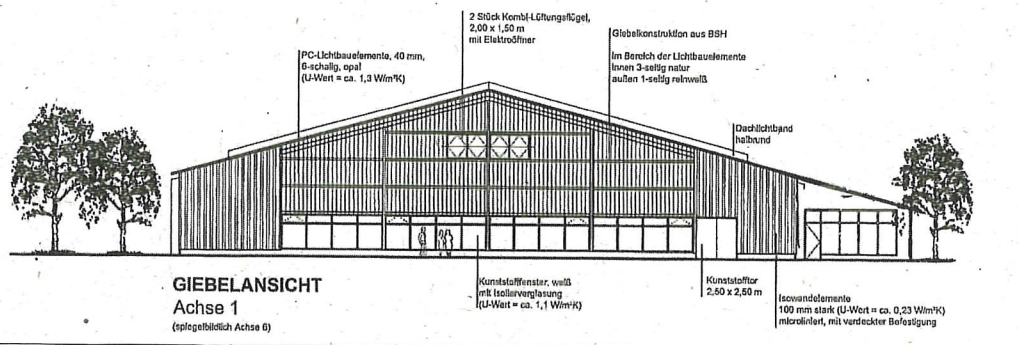 2 Stück Kombi-Lüftungsflügel,
2,00 x 1,50 m
mit Elektroöffner
Giebelkonstruktion aus BSH
Im Bereich der Lichtbauelemente
innen 3-seitig natur
außen 1-seitig reinweiß
PC-Lichtbauelemente, 40 mm,
6-schalig, opal
(U-Wert = ca. 1,3 W/m²K)
Dachlichtband
halbrund
GIEBELANSICHT
Achse 1
(spiegelbildlich Achse 6)
Kunststofffenster, weiß
mit Isolierverglasung
(U-Wert = ca. 1,1 W/m²K)
Kunststofftor
2,50 x 2,50 m
Isowandelemente
100 mm stark (U-Wert = ca. 0,23 W/m²K)
microliniert, mit verdeckter Befestigung